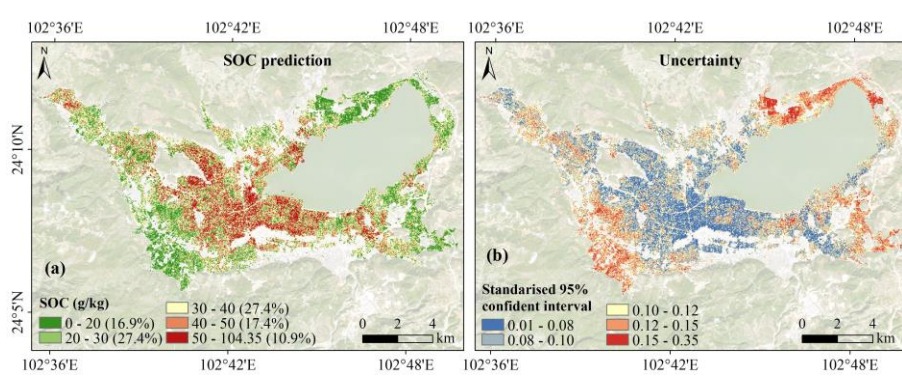 102°36'E 102°42'E 102°48'E 102°36'E 102°42'E 102°48'E
N SOC prediction
N Uncertainty
24°10'N
24°5'N
(a)
SOC (g/kg)
0 - 20 (16.9%)
20 - 30 (27.4%)
30 - 40 (27.4%)
40 - 50 (17.4%)
50 - 104.35 (10.9%)
0 2 4
km
(b)
Standarised 95%
confident interval
0.01 - 0.08
0.08 - 0.10
0.10 - 0.12
0.12 - 0.15
0.15 - 0.35
0 2 4
km
102°36'E 102°42'E 102°48'E 102°36'E 102°42'E 102°48'E